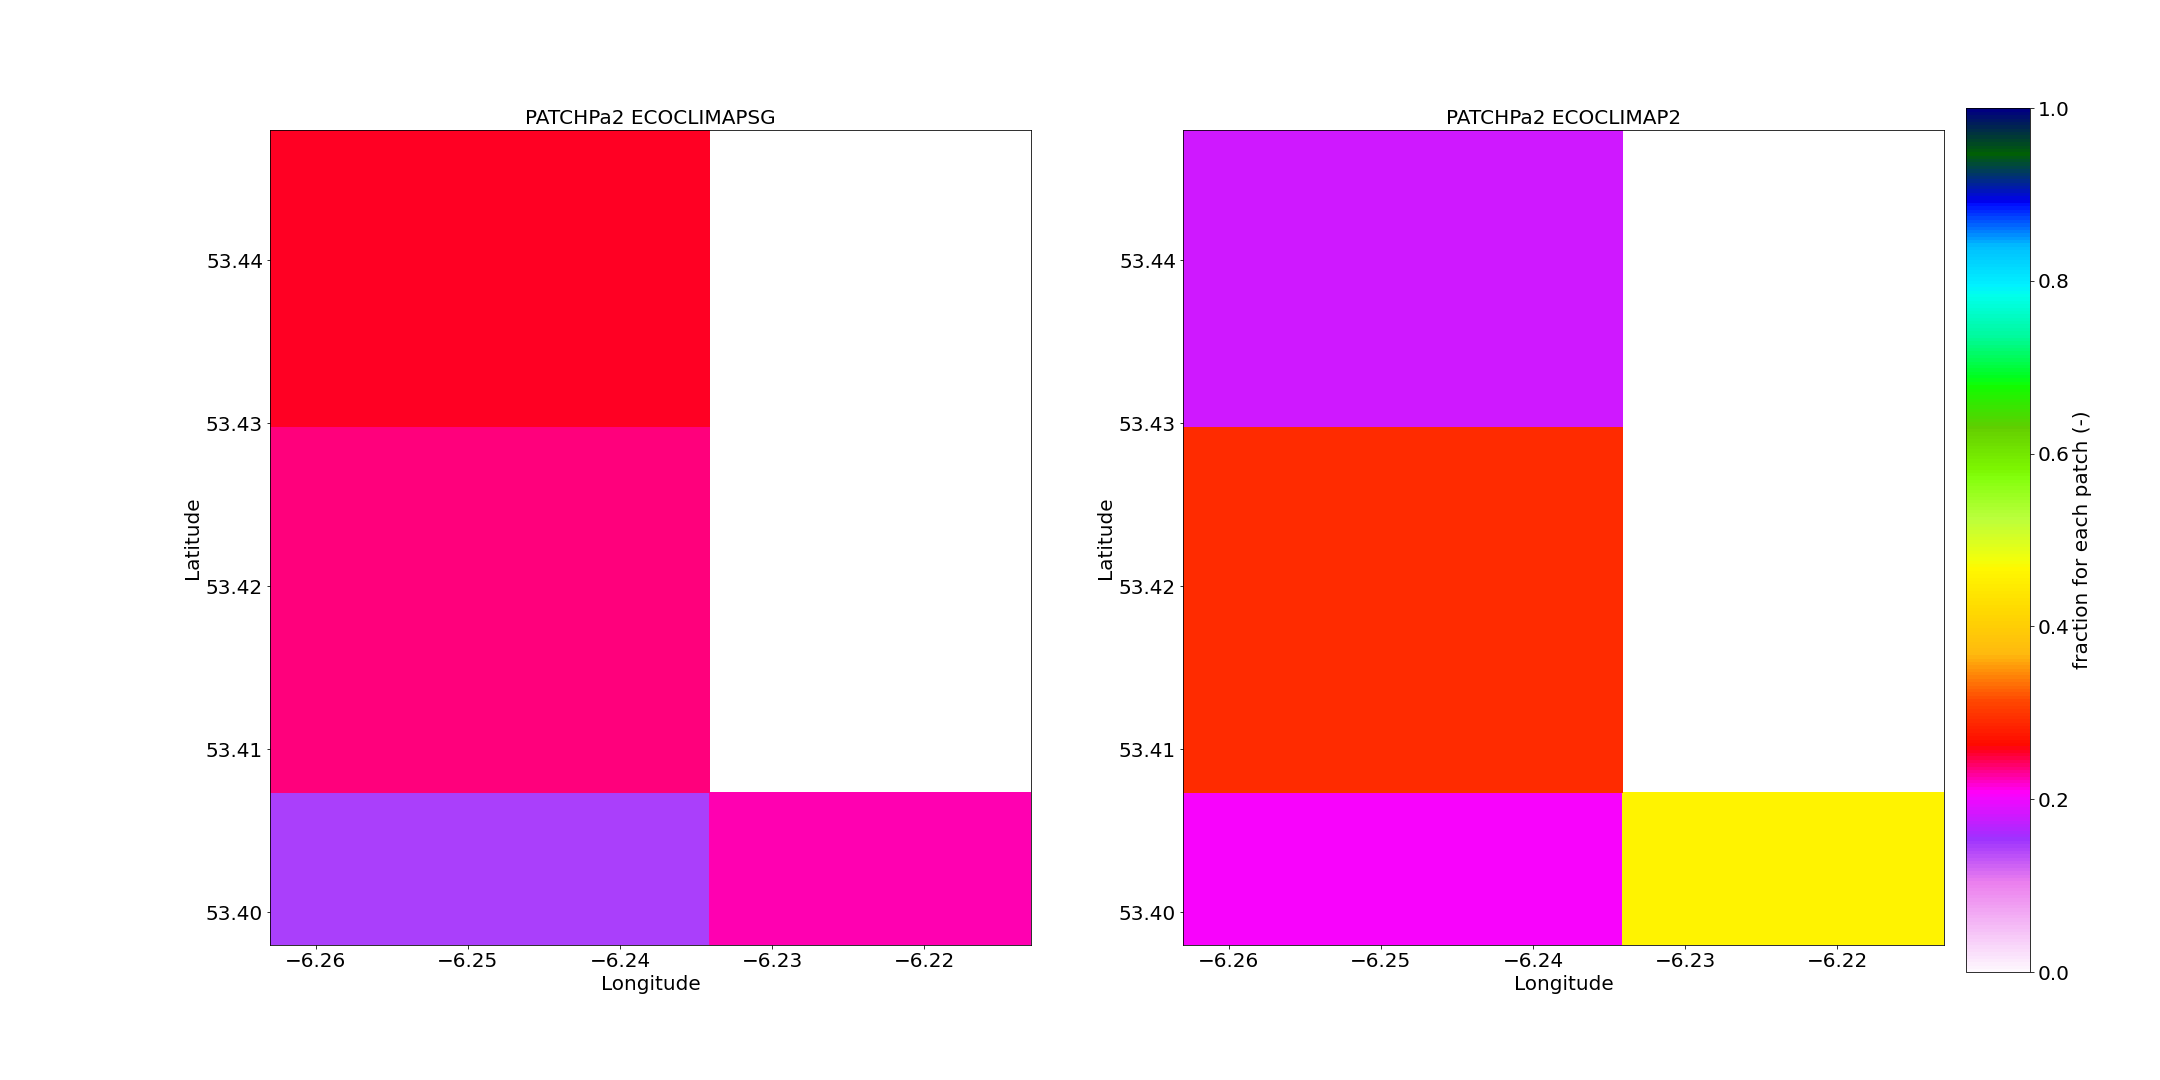 PATCHPa2 ECOCLIMAPSG
Latitude
53.44
53.43
53.42
53.41
53.40
−6.26 −6.25 −6.24 −6.23 −6.22
Longitude
PATCHPa2 ECOCLIMAP2
Latitude
53.44
53.43
53.42
53.41
53.40
−6.26 −6.25 −6.24 −6.23 −6.22
Longitude
1.0
0.8
0.6
0.4
0.2
0.0
fraction for each patch (-)